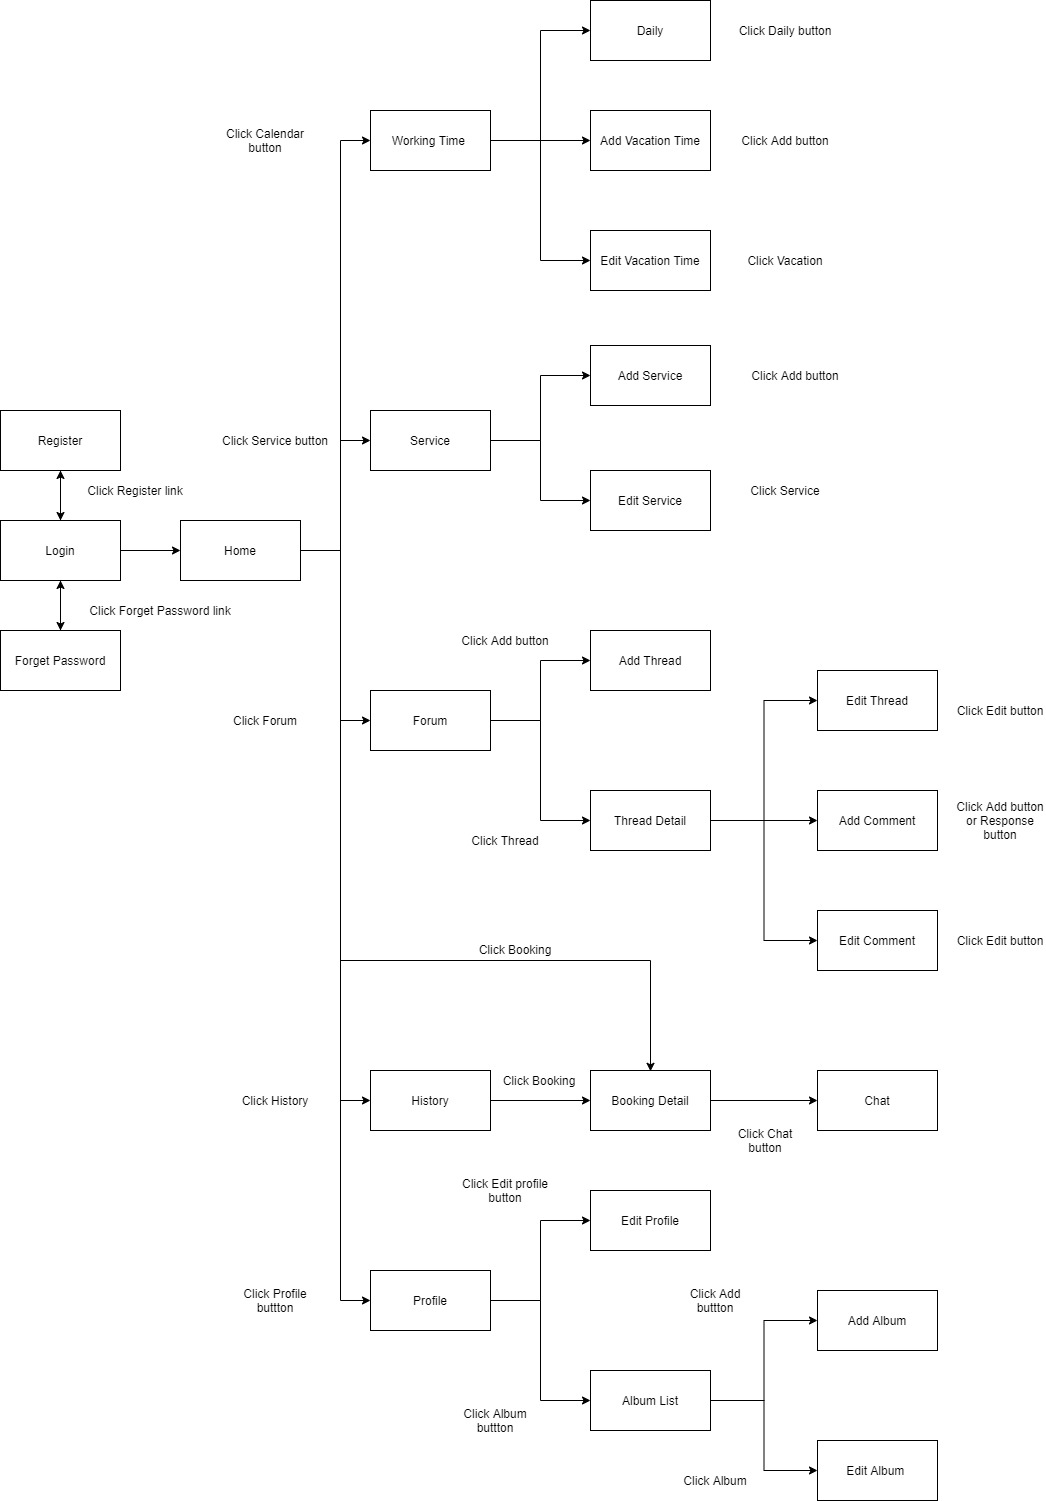 Daily
Click Daily button
Click Calendar
button
Working Time
Add Vacation Time
Click Add button
Edit Vacation Time
Click Vacation
Add Service
Click Add button
Register
Click Service button
Service
Click Register link
Edit Service
Click Service
Login
Home
Click Forget Password link
Forget Password
Click Add button
Add Thread
Click Forum
Forum
Edit Thread
Click Edit button
Click Thread
Thread Detail
Add Comment
Click Add button
or Response
button
Edit Comment
Click Edit button
Click Booking
Click History
History
Click Booking
Booking Detail
Chat
Click Chat
button
Click Edit profile
button
Edit Profile
Click Profile
buttton
Profile
Click Add
buttton
Add Album
Click Album
buttton
Album List
Click Album
Edit Album